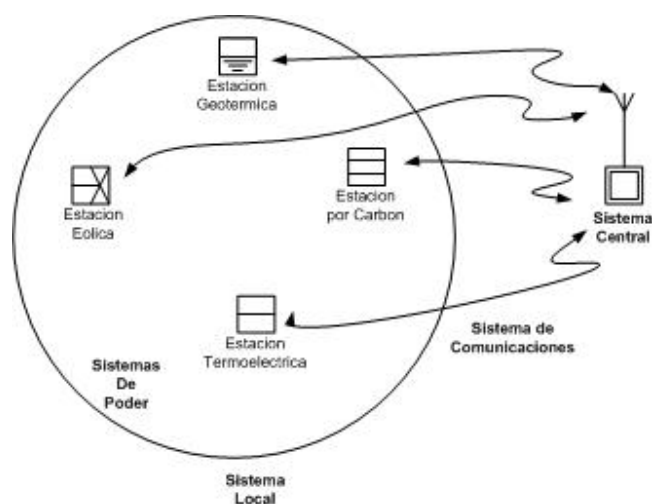 Estacion
Geotermica
Estacion
Eolica
Estacion
por Carbon
Sistema
Central
Estacion
Termoelectrica
Sistema de
Comunicaciones
Sistemas
De
Poder
Sistema
Local